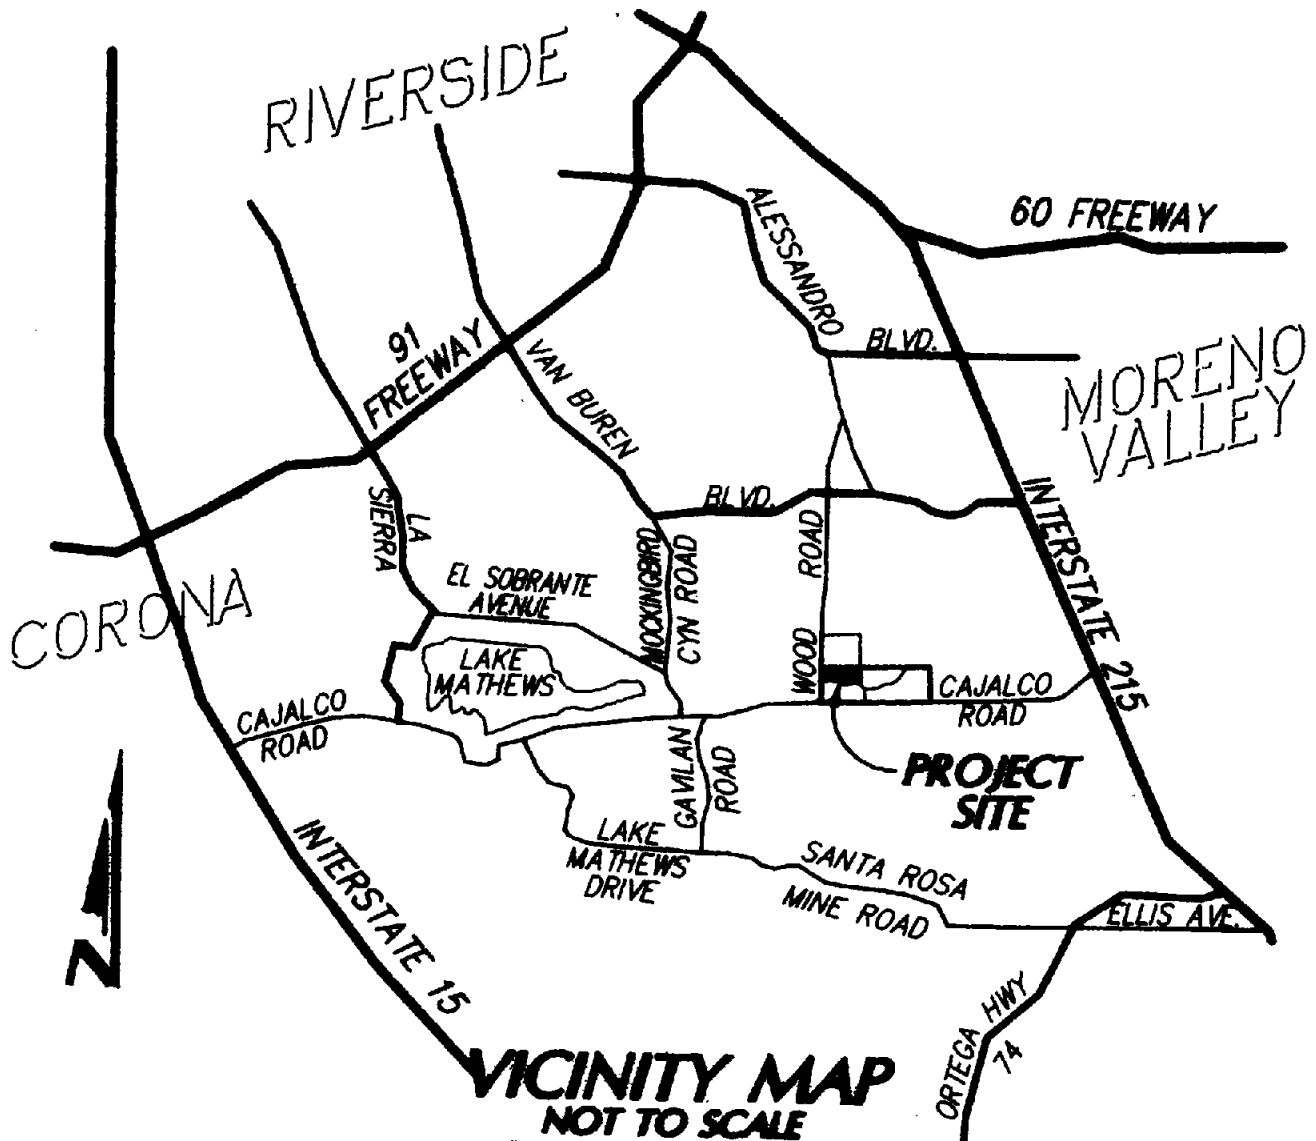 RIVERSIDE
60 FREEWAY
ALESSANDRO
BLVD.
91
FREEWAY
VAN BUREN
BLVD.
MORENO
VALLEY
LA
SIERRA
INTERSTATE 215
MOCKINGBIRD
CYN ROAD
WOOD ROAD
EL SOBRANTE
AVENUE
CORONA
LAKE
MATHEWS
CAJALCO
ROAD
CAJALCO
ROAD
GAVILAN
ROAD
PROJECT
SITE
LAKE
MATHEWS
DRIVE
SANTA ROSA
MINE ROAD
ELLIS AVE.
INTERSTATE 15
N
ORTEGA HWY
74
VICINITY MAP
NOT TO SCALE